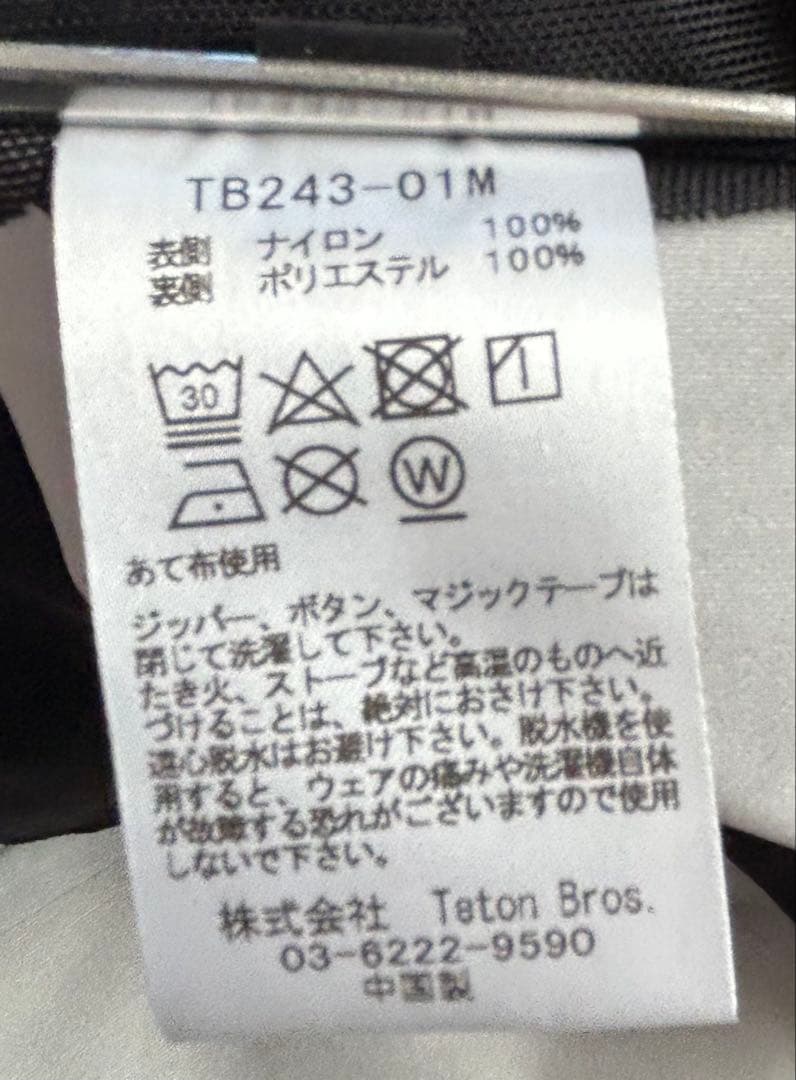 TB243-01M
表側 ナイロン 100%
裏側 ポリエステル 100%
30
W
あて布使用
ジッパー、ボタン、マジックテープは
閉じて洗濯して下さい。
たき火、ストーブなど高温のものへ近
づけることは、絶対におさけ下さい。
遠心脱水はお避け下さい。脱水機を使
用すると、ウェアの痛みや洗濯機自体
が故障する恐れがございますので使用
しないで下さい。
株式会社 Teton Bros.
03-6222-9590
中国製